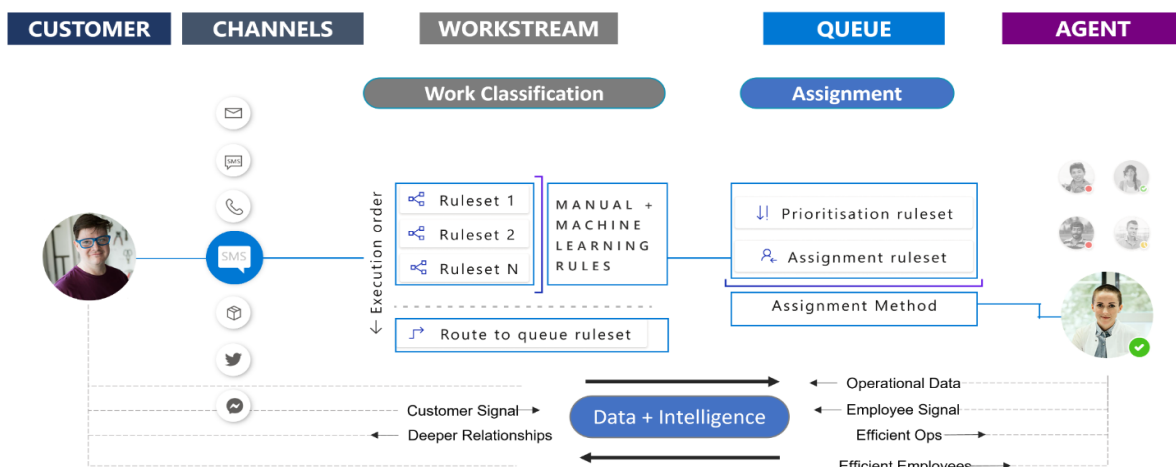 CUSTOMER
CHANNELS
WORKSTREAM
QUEUE
AGENT
Work Classification
Assignment
SMS
SMS
Execution order
Ruleset 1
Ruleset 2
Ruleset N
MANUAL +
MACHINE
LEARNING
RULES
Route to queue ruleset
Prioritisation ruleset
Assignment ruleset
Assignment Method
Customer Signal
Deeper Relationships
Data + Intelligence
Operational Data
Employee Signal
Efficient Ops
Efficient Employees